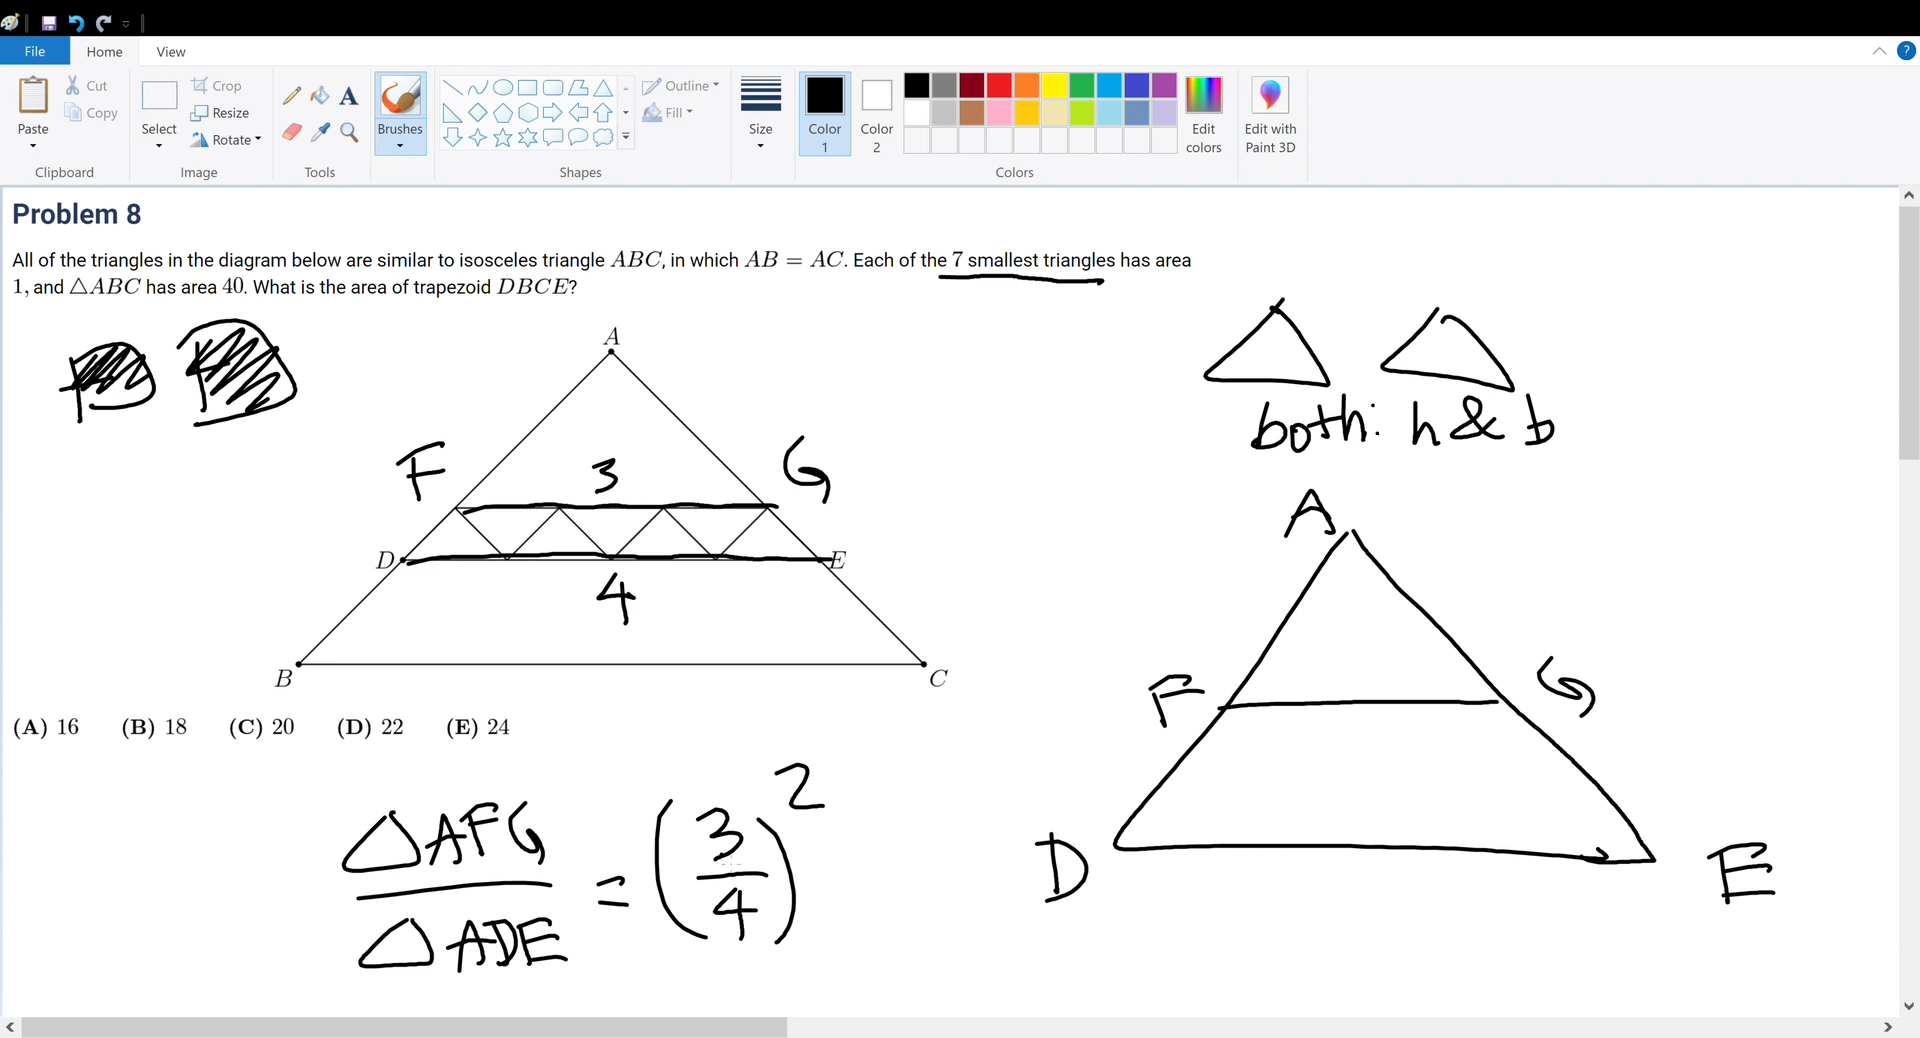 File Home View
Paste Cut Copy Clipboard
Select Crop Resize Rotate Image
A Tools
Brushes
Outline Fill Shapes
Size
Color 1 Color 2 Edit colors Colors
Edit with Paint 3D
?
Problem 8
All of the triangles in the diagram below are similar to isosceles triangle ABC, in which AB = AC. Each of the 7 smallest triangles has area
1, and △ABC has area 40. What is the area of trapezoid DBCE?
A
F 3 G
D E
4
B C
(A) 16 (B) 18 (C) 20 (D) 22 (E) 24
△AFG
= (3/4)²
△ADE
both: h & b
A
F G
D E